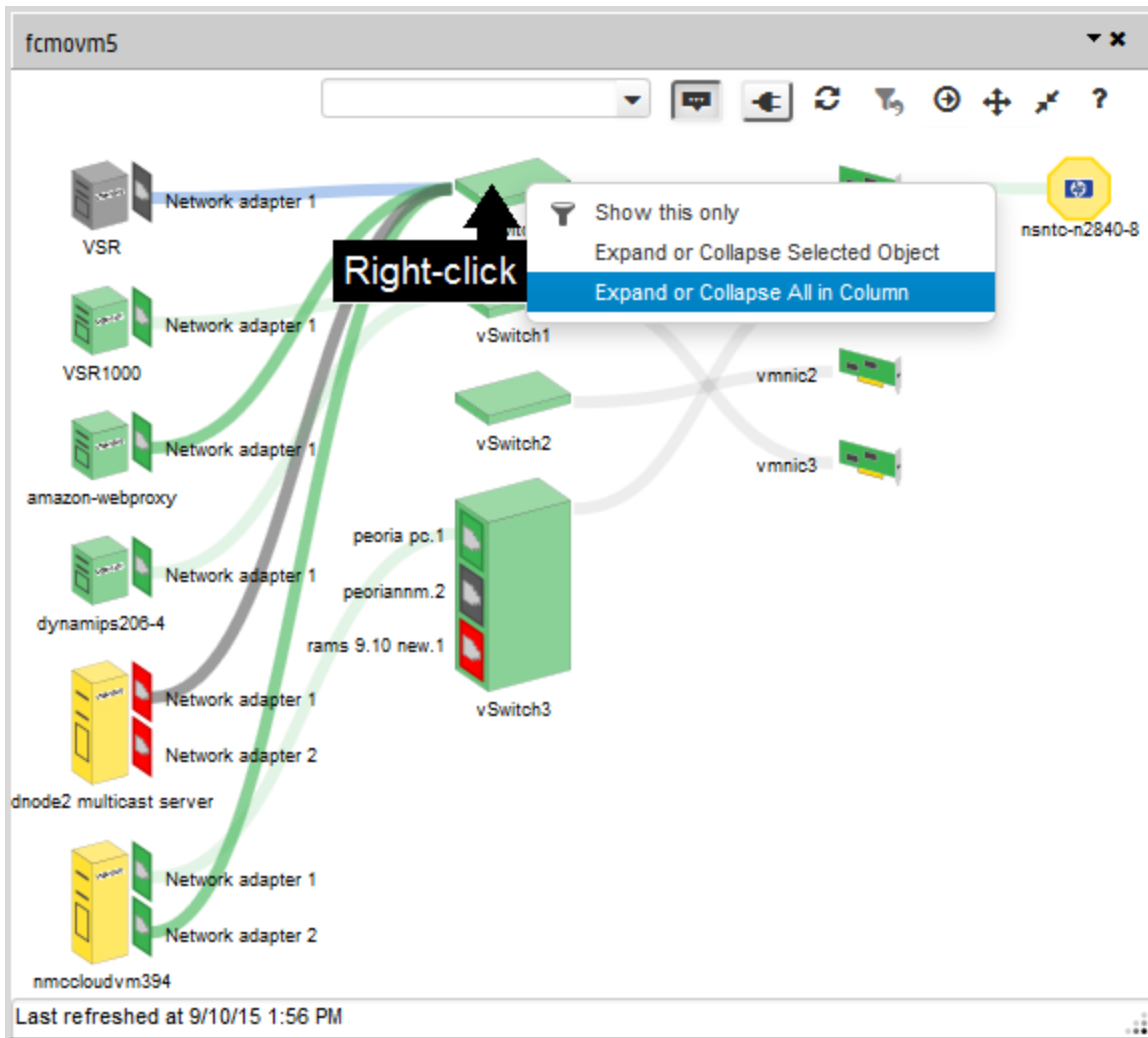 fcmovm5
?
Network adapter 1
VSR
nsntc-n2840-8
Right-click
Show this only
Expand or Collapse Selected Object
Expand or Collapse All in Column
Network adapter 1
vSwitch1
VSR1000
vmnic2
Network adapter 1
vSwitch2
vmnic3
amazon-webproxy
peoria pc.1
Network adapter 1
peoriannm.2
dynamips206-4
rams 9.10 new.1
Network adapter 1
vSwitch3
Network adapter 2
dnode2 multicast server
Network adapter 1
Network adapter 2
nmccloudvm394
Last refreshed at 9/10/15 1:56 PM